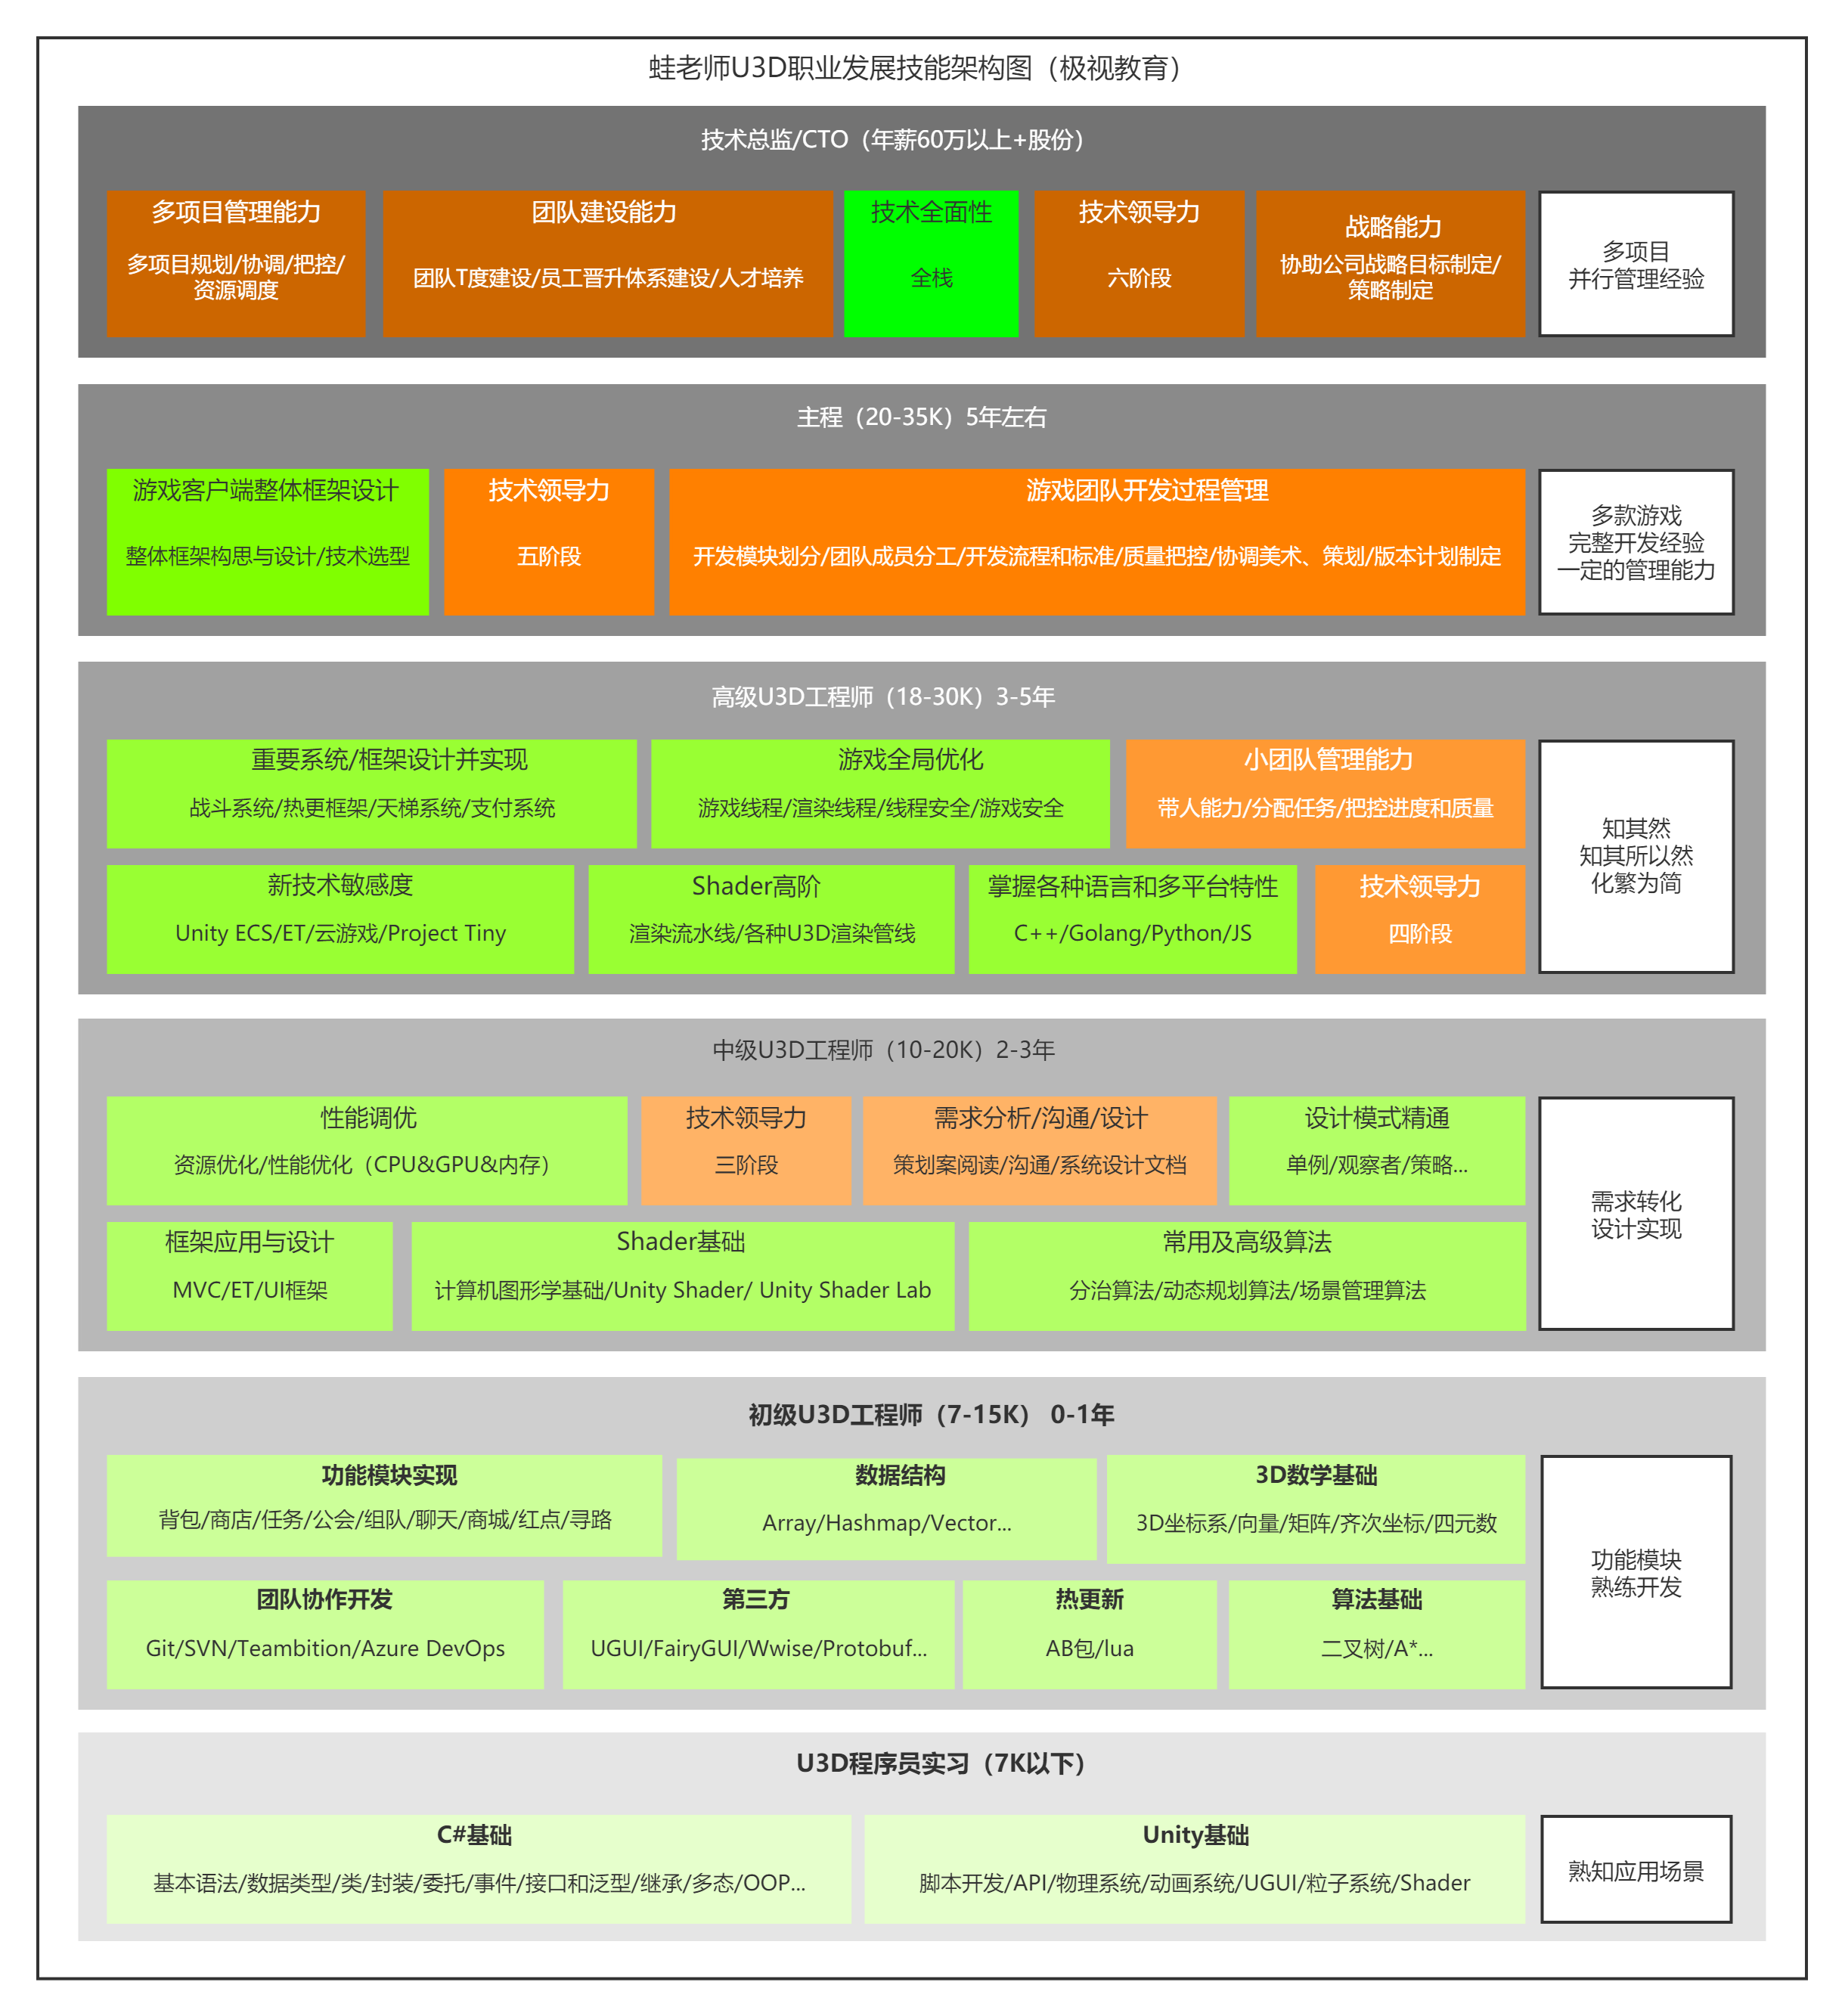 蛙老师U3D职业发展技能架构图（极视教育）
技术总监/CTO（年薪60万以上+股份）
多项目管理能力
多项目规划/协调/把控/
资源调度
团队建设能力
团队T度建设/员工晋升体系建设/人才培养
技术全面性
全栈
技术领导力
六阶段
战略能力
协助公司战略目标制定/
策略制定
多项目
并行管理经验
主程（20-35K）5年左右
游戏客户端整体框架设计
整体框架构思与设计/技术选型
技术领导力
五阶段
游戏团队开发过程管理
开发模块划分/团队成员分工/开发流程和标准/质量把控/协调美术、策划/版本计划制定
多款游戏
完整开发经验
一定的管理能力
高级U3D工程师（18-30K）3-5年
重要系统/框架设计并实现
战斗系统/热更框架/天梯系统/支付系统
游戏全局优化
游戏线程/渲染线程/线程安全/游戏安全
小团队管理能力
带人能力/分配任务/把控进度和质量
新技术敏感度
Unity ECS/ET/云游戏/Project Tiny
Shader高阶
渲染流水线/各种U3D渲染管线
掌握各种语言和多平台特性
C++/Golang/Python/JS
技术领导力
四阶段
知其然
知其所以然
化繁为简
中级U3D工程师（10-20K）2-3年
性能调优
资源优化/性能优化（CPU&GPU&内存）
技术领导力
三阶段
需求分析/沟通/设计
策划案阅读/沟通/系统设计文档
设计模式精通
单例/观察者/策略...
框架应用与设计
MVC/ET/UI框架
Shader基础
计算机图形学基础/Unity Shader/ Unity Shader Lab
常用及高级算法
分治算法/动态规划算法/场景管理算法
需求转化
设计实现
初级U3D工程师（7-15K） 0-1年
功能模块实现
背包/商店/任务/公会/组队/聊天/商城/红点/寻路
数据结构
Array/Hashmap/Vector...
3D数学基础
3D坐标系/向量/矩阵/齐次坐标/四元数
团队协作开发
Git/SVN/Teambition/Azure DevOps
第三方
UGUI/FairyGUI/Wwise/Protobuf...
热更新
AB包/lua
算法基础
二叉树/A*...
功能模块
熟练开发
U3D程序员实习（7K以下）
C#基础
基本语法/数据类型/类/封装/委托/事件/接口和泛型/继承/多态/OOP...
Unity基础
脚本开发/API/物理系统/动画系统/UGUI/粒子系统/Shader
熟知应用场景